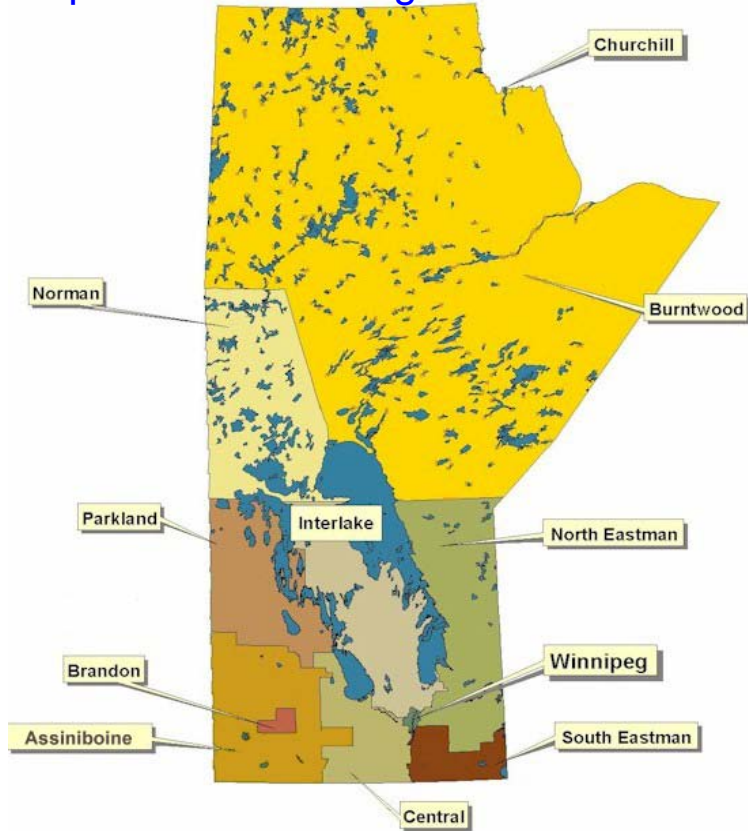 Churchill
Norman
Burntwood
Parkland
Interlake
North Eastman
Brandon
Winnipeg
Assiniboine
South Eastman
Central